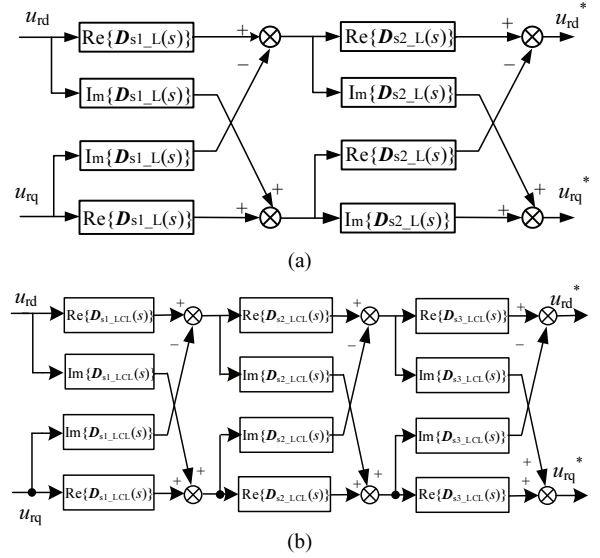 u_rd Re{D_s1_L(s)} + Re{D_s2_L(s)} + u_rd*
− −
Im{D_s1_L(s)} Im{D_s2_L(s)}
Im{D_s1_L(s)} Re{D_s2_L(s)}
+ +
u_rq Re{D_s1_L(s)} + Im{D_s2_L(s)} + u_rq*
(a)
u_rd Re{D_s1_LCL(s)} + Re{D_s2_LCL(s)} + Re{D_s3_LCL(s)} + u_rd*
− − −
Im{D_s1_LCL(s)} Im{D_s2_LCL(s)} Im{D_s3_LCL(s)}
Im{D_s1_LCL(s)} Im{D_s2_LCL(s)} Im{D_s3_LCL(s)}
+ + +
u_rq Re{D_s1_LCL(s)} + Re{D_s2_LCL(s)} + Re{D_s3_LCL(s)} + u_rq*
(b)